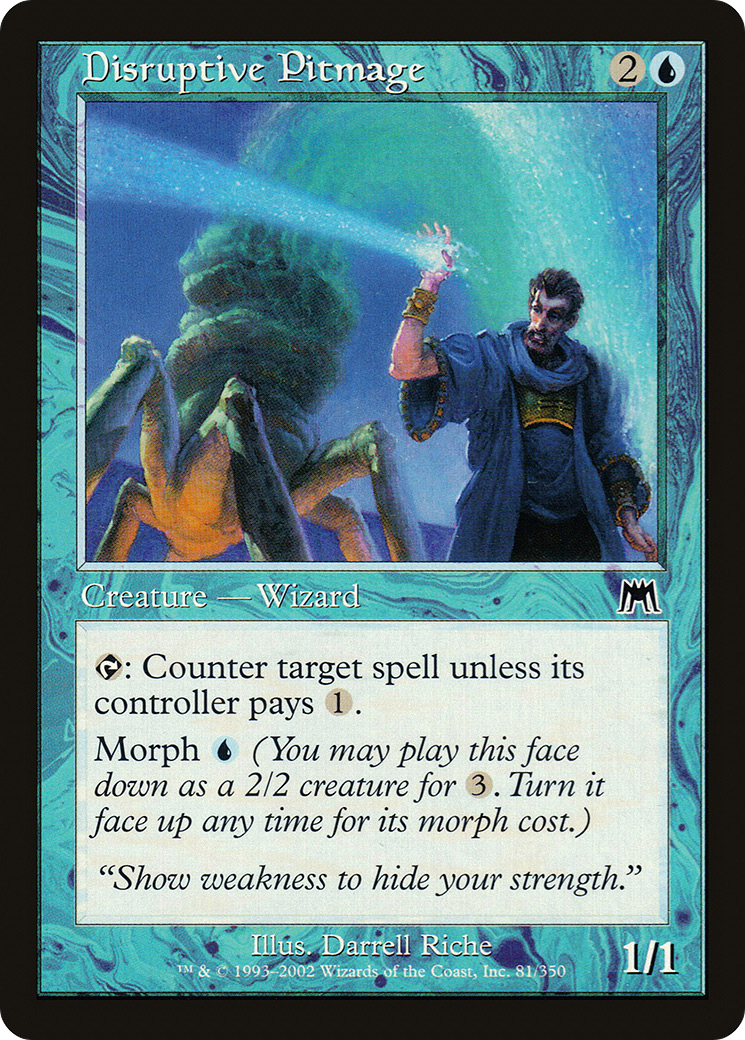 Disruptive Pitmage 2
Creature — Wizard
: Counter target spell unless its
controller pays 1.
Morph (You may play this face
down as a 2/2 creature for 3. Turn it
face up any time for its morph cost.)
“Show weakness to hide your strength.”
Illus. Darrell Riche
™ & © 1993–2002 Wizards of the Coast, Inc. 81/350
1/1